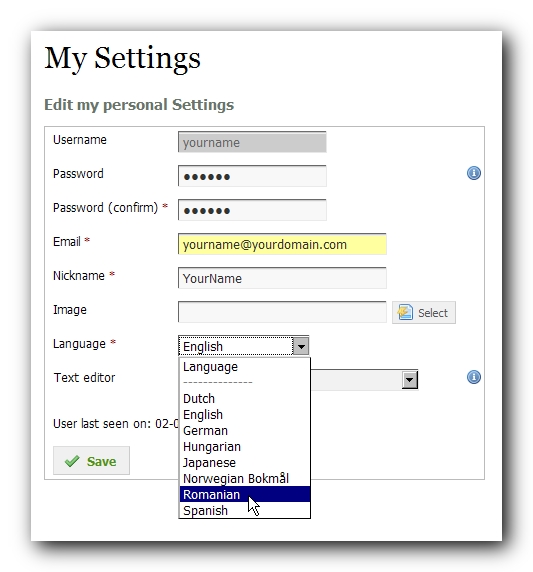 My Settings
Edit my personal Settings
Username yourname
Password ●●●●●●
Password (confirm) * ●●●●●●
Email * yourname@yourdomain.com
Nickname * YourName
Image Select
Language * English
Language
--------------
Text editor
Dutch
English
User last seen on: 02-0
German
Hungarian
Japanese
Save
Norwegian Bokmål
Romanian
Spanish